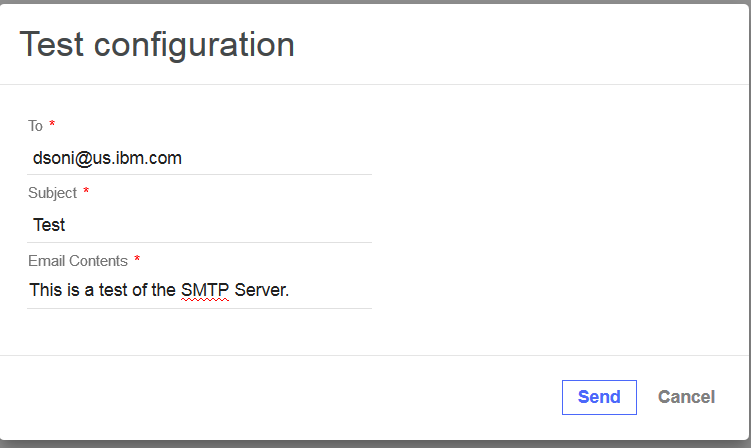 Test configuration
To *
dsoni@us.ibm.com
Subject *
Test
Email Contents *
This is a test of the SMTP Server.
Send Cancel